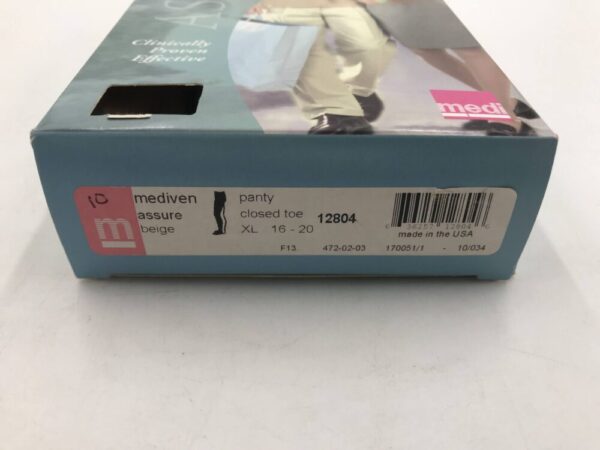 AS
Clinically
Proven
Effective
medi
10
m
mediven
assure
beige
panty
closed toe 12804
XL 16 - 20
made in the USA
F13 472-02-03 170051/1 - 10/034